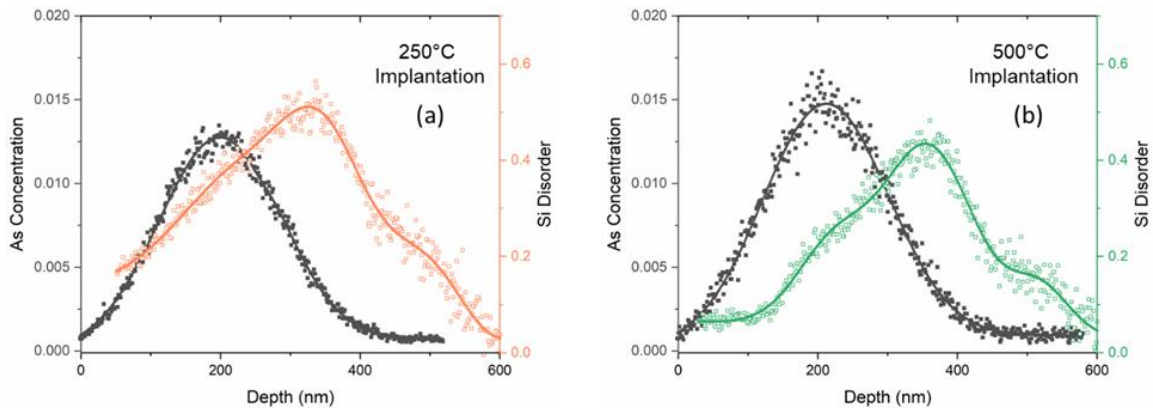 0.020
0.015
0.010
0.005
0.000
As Concentration
0
200
400
600
Depth (nm)
0.6
0.4
0.2
0.0
Si Disorder
250°C
Implantation
(a)
0.020
0.015
0.010
0.005
0.000
As Concentration
0
200
400
600
Depth (nm)
0.6
0.4
0.2
0.0
Si Disorder
500°C
Implantation
(b)